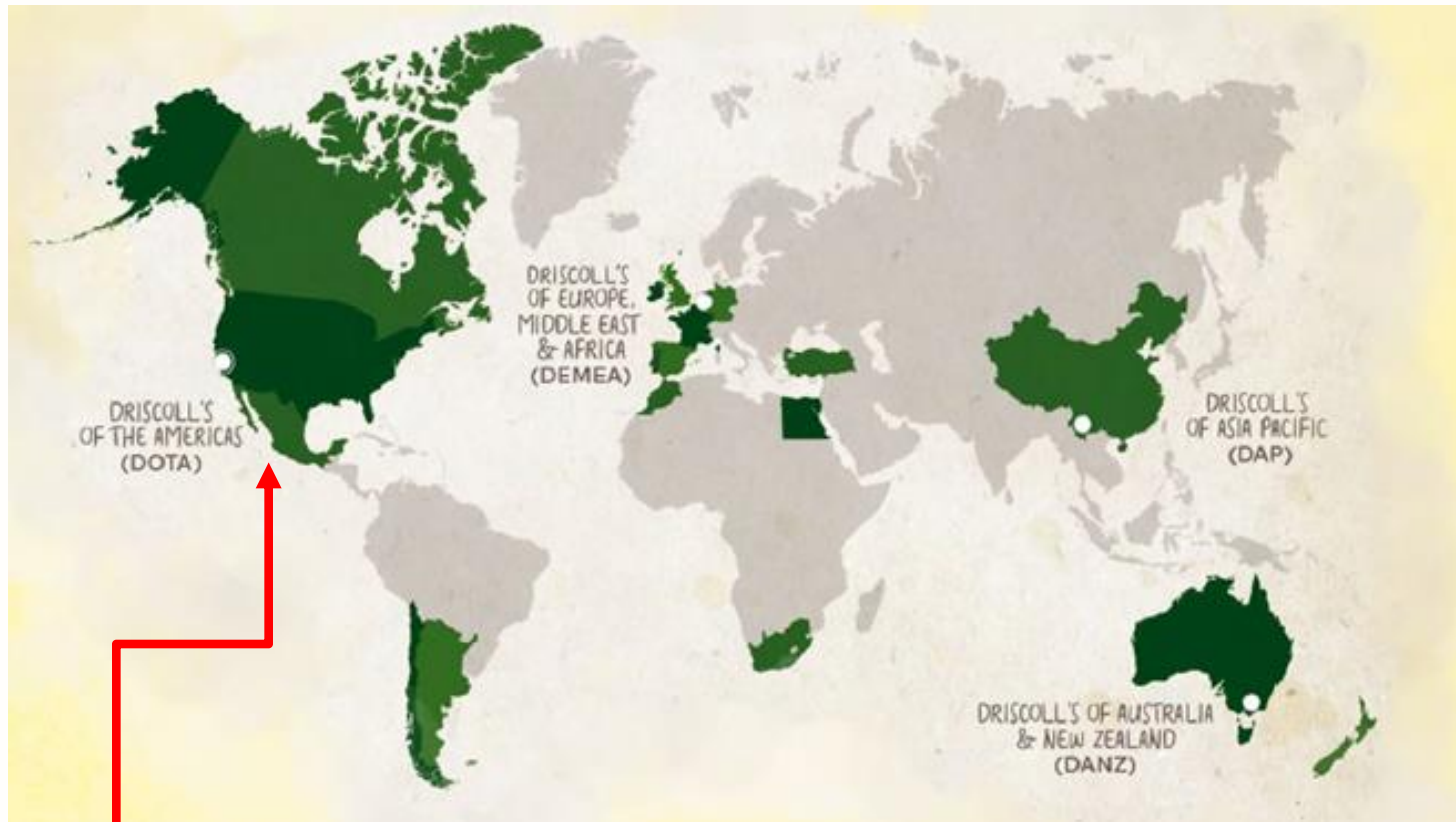 DRISCOLL'S
OF THE AMERICAS
(DOTA)
DRISCOLL'S
OF EUROPE,
MIDDLE EAST
& AFRICA
(DEMEA)
DRISCOLL'S
OF ASIA PACIFIC
(DAP)
DRISCOLL'S OF AUSTRALIA
& NEW ZEALAND
(DANZ)